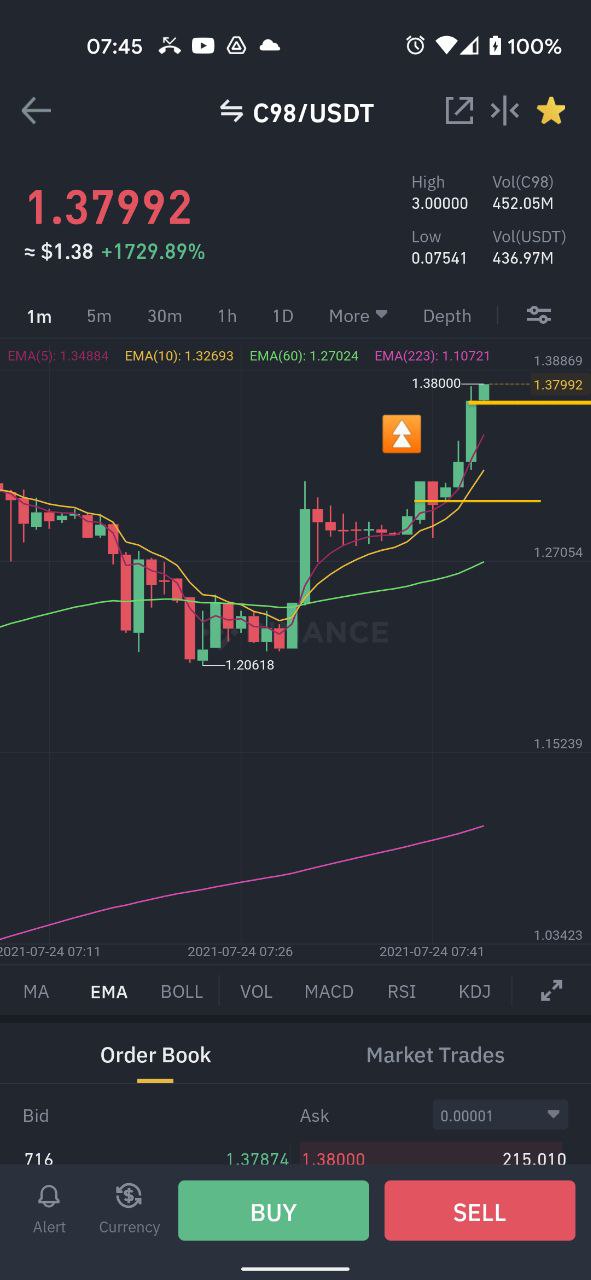 07:45 100%
C98/USDT
1.37992
≈ $1.38 +1729.89%
High Vol(C98)
3.00000 452.05M
Low Vol(USDT)
0.07541 436.97M
1m 5m 30m 1h 1D More Depth
EMA(5): 1.34884 EMA(10): 1.32693 EMA(60): 1.27024 EMA(223): 1.10721
1.38869
1.38000
1.37992
1.27054
1.20618
1.15239
1.03423
2021-07-24 07:11 2021-07-24 07:26 2021-07-24 07:41
MA EMA BOLL VOL MACD RSI KDJ
Order Book Market Trades
Bid Ask 0.00001
716 1.37874 1.38000 215.010
Alert Currency BUY SELL